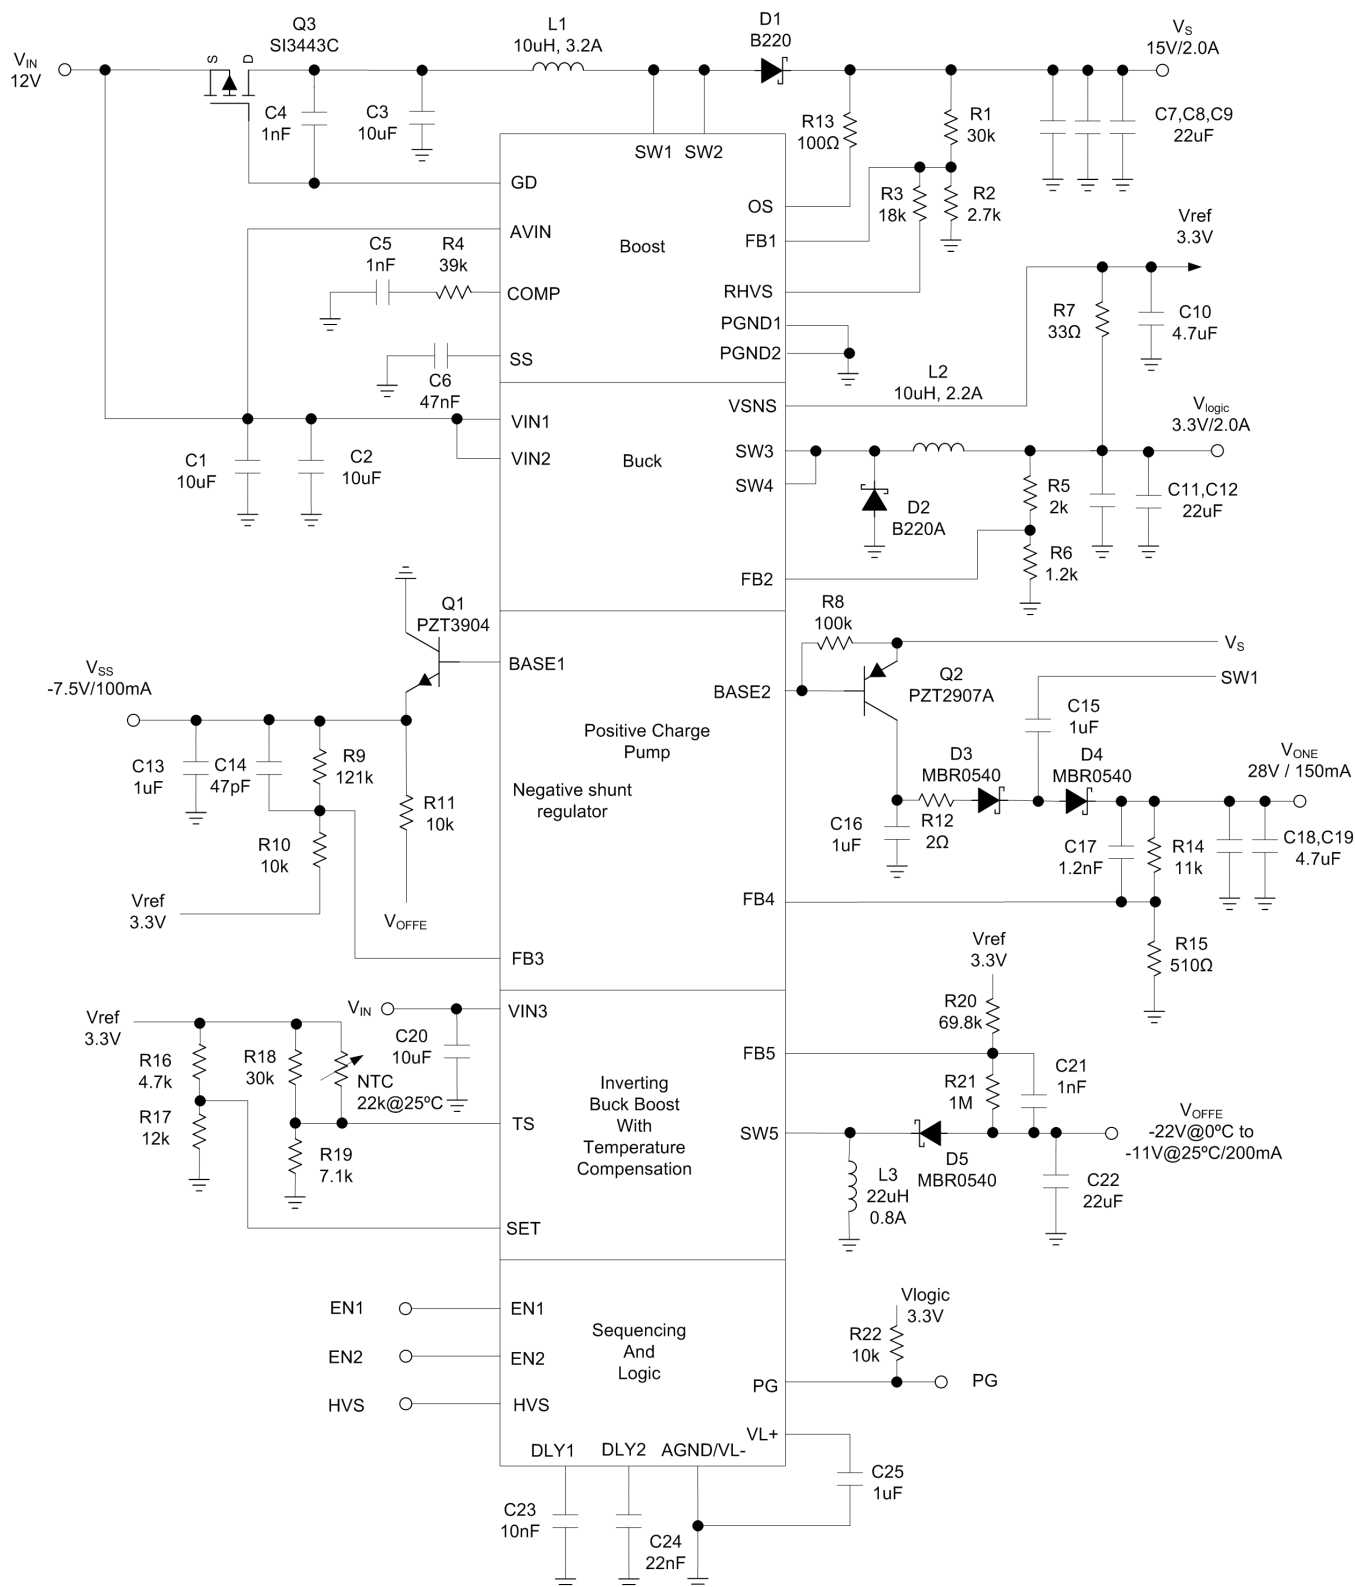 Q3
SI3443C
L1
10uH, 3.2A
D1
B220
VS
15V/2.0A
VIN
12V
S
D
C4
1nF
C3
10uF
R13
100Ω
R1
30k
C7,C8,C9
22uF
SW1
SW2
GD
OS
R3
18k
R2
2.7k
Vref
3.3V
AVIN
Boost
FB1
C5
1nF
R4
39k
COMP
RHVS
PGND1
PGND2
R7
33Ω
C10
4.7uF
SS
C6
47nF
L2
10uH, 2.2A
VSNS
Vlogic
3.3V/2.0A
VIN1
VIN2
Buck
SW3
SW4
C1
10uF
C2
10uF
D2
B220A
R5
2k
C11,C12
22uF
R6
1.2k
FB2
Q1
PZT3904
BASE1
R8
100k
VS
Q2
PZT2907A
SW1
BASE2
VSS
-7.5V/100mA
Positive Charge
Pump
C15
1uF
C13
1uF
C14
47pF
R9
121k
R11
10k
Negative shunt
regulator
D3
MBR0540
D4
MBR0540
VONE
28V / 150mA
C16
1uF
R12
2Ω
R10
10k
C17
1.2nF
R14
11k
C18,C19
4.7uF
Vref
3.3V
VOFFE
FB4
FB3
R15
510Ω
Vref
3.3V
VIN
VIN3
Vref
3.3V
R16
4.7k
R18
30k
NTC
22k@25ºC
C20
10uF
R20
69.8k
FB5
R21
1M
C21
1nF
Inverting
Buck Boost
With
Temperature
Compensation
R17
12k
R19
7.1k
TS
SW5
D5
MBR0540
VOFFE
-22V@0ºC to
-11V@25ºC/200mA
L3
22uH
0.8A
C22
22uF
SET
EN1
EN1
EN2
EN2
HVS
HVS
Sequencing
And
Logic
Vlogic
3.3V
R22
10k
PG
PG
VL+
DLY1
DLY2
AGND/VL-
C25
1uF
C23
10nF
C24
22nF